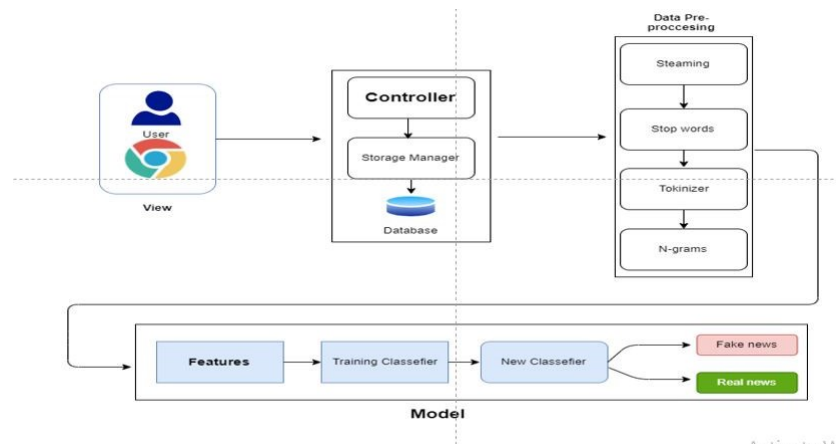 Data Pre-
proccesing
Steaming
Controller
User
Stop words
Storage Manager
Tokinizer
View
Database
N-grams
Fake news
Features
Training Classefier
New Classefier
Real news
Model